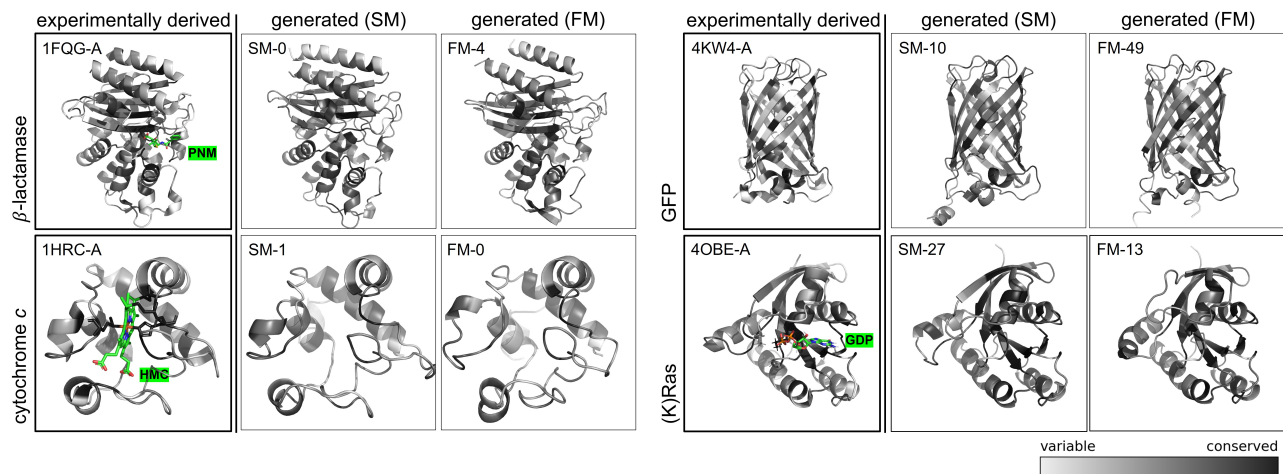 experimentally derived generated (SM) generated (FM) experimentally derived generated (SM) generated (FM)
β-lactamase 1FQG-A SM-0 FM-4 GFP 4KW4-A SM-10 FM-49
PNM
cytochrome c 1HRC-A SM-1 FM-0 (K)Ras 4OBE-A SM-27 FM-13
HMC GDP
variable conserved